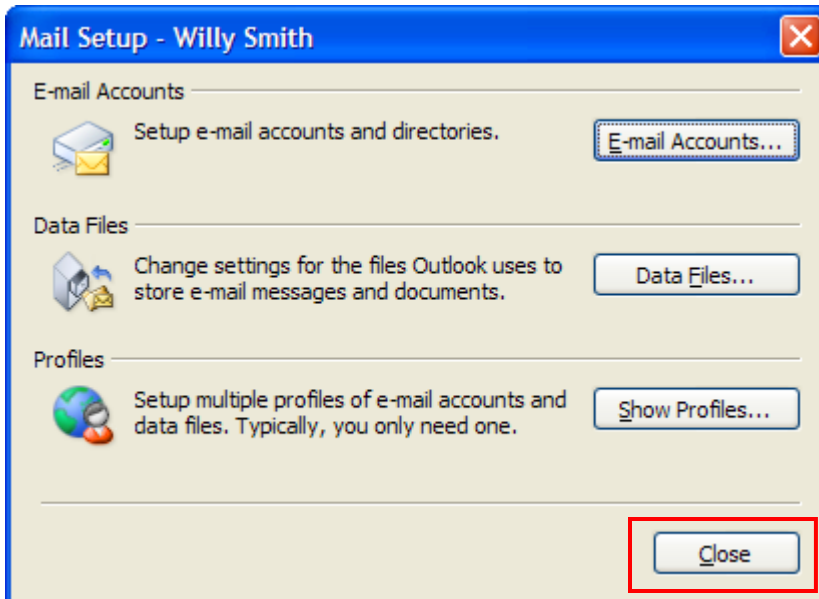 Mail Setup - Willy Smith
E-mail Accounts
Setup e-mail accounts and directories.
E-mail Accounts...
Data Files
Change settings for the files Outlook uses to
store e-mail messages and documents.
Data Files...
Profiles
Setup multiple profiles of e-mail accounts and
data files. Typically, you only need one.
Show Profiles...
Close